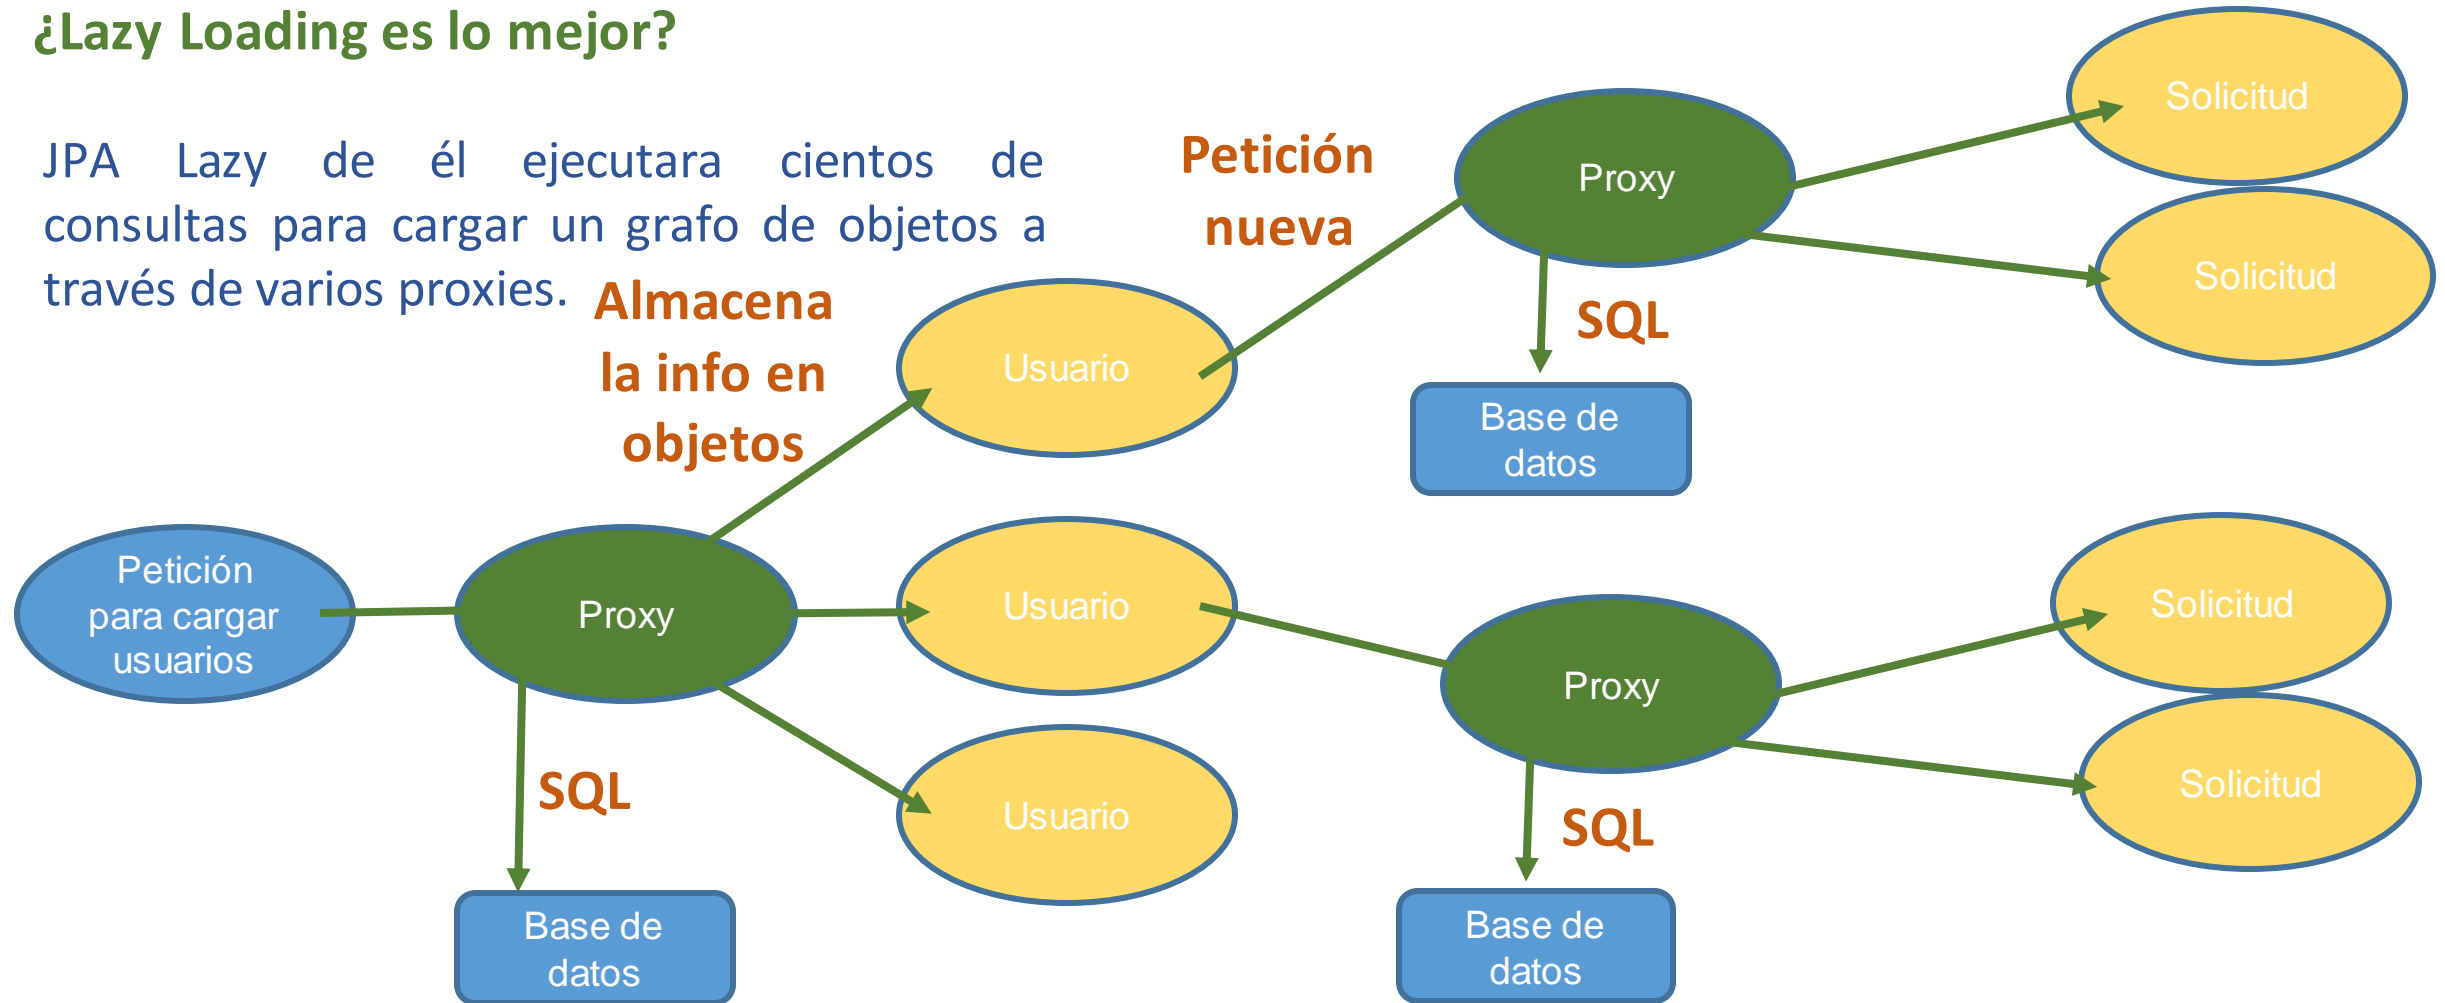 ¿Lazy Loading es lo mejor?
JPA Lazy de él ejecutara cientos de
consultas para cargar un grafo de objetos a
través de varios proxies.
Almacena
la info en
objetos
Petición
nueva
Proxy
Solicitud
Solicitud
SQL
Base de
datos
Usuario
Petición
para cargar
usuarios
Proxy
Usuario
Usuario
SQL
Base de
datos
Proxy
Solicitud
Solicitud
SQL
Base de
datos